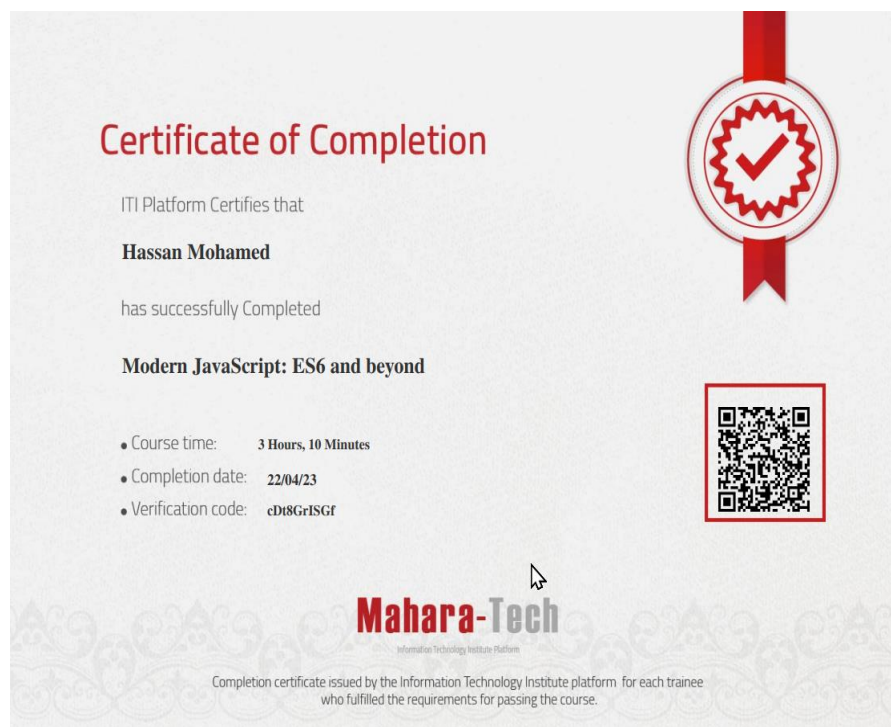 Certificate of Completion
ITI Platform Certifies that
Hassan Mohamed
has successfully Completed
Modern JavaScript: ES6 and beyond
Course time: 3 Hours, 10 Minutes
Completion date: 22/04/23
Verification code: cDt8GrISGf
Mahara-Tech
Information Technology Institute Platform
Completion certificate issued by the Information Technology Institute platform for each trainee
who fulfilled the requirements for passing the course.